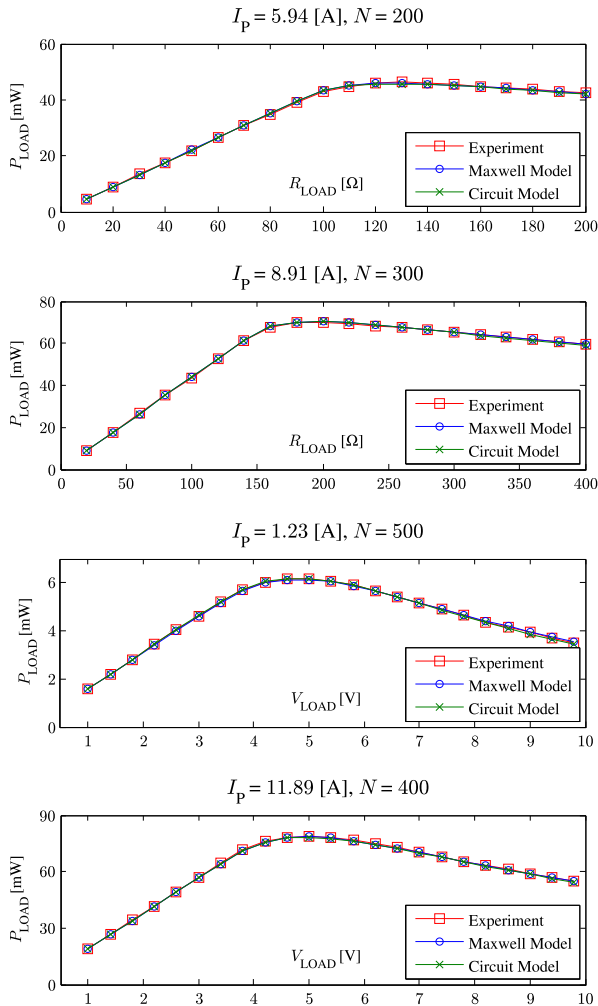 I_P = 5.94 [A], N = 200
P_LOAD [mW]
60
40
20
0
Experiment
Maxwell Model
Circuit Model
R_LOAD [Ω]
0 20 40 60 80 100 120 140 160 180 200
I_P = 8.91 [A], N = 300
P_LOAD [mW]
80
60
40
20
0
Experiment
Maxwell Model
Circuit Model
R_LOAD [Ω]
0 50 100 150 200 250 300 350 400
I_P = 1.23 [A], N = 500
P_LOAD [mW]
6
4
2
0
Experiment
Maxwell Model
Circuit Model
V_LOAD [V]
1 2 3 4 5 6 7 8 9 10
I_P = 11.89 [A], N = 400
P_LOAD [mW]
90
60
30
0
Experiment
Maxwell Model
Circuit Model
V_LOAD [V]
1 2 3 4 5 6 7 8 9 10